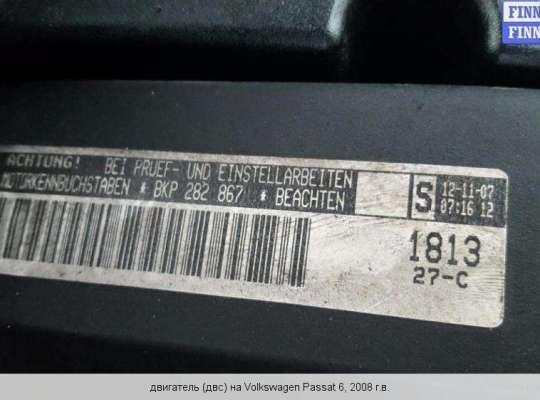 FINN
FINN
ACHTUNG! BEI PRUEF- UND EINSTELLARBEITEN
MOTORKENNBUCHSTABEN * BKP 282 867 * BEACHTEN
S
12-11-07
07:16 12
1813
27-C
двигатель (двс) на Volkswagen Passat 6, 2008 г.в.